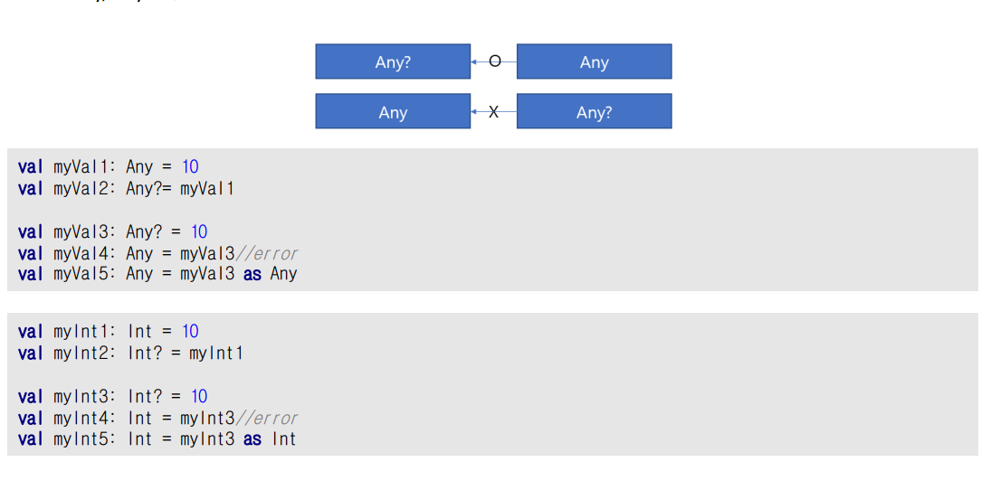 Any? O Any
Any X Any?
val myVal1: Any = 10
val myVal2: Any?= myVal1
val myVal3: Any? = 10
val myVal4: Any = myVal3//error
val myVal5: Any = myVal3 as Any
val myInt1: Int = 10
val myInt2: Int? = myInt1
val myInt3: Int? = 10
val myInt4: Int = myInt3//error
val myInt5: Int = myInt3 as Int